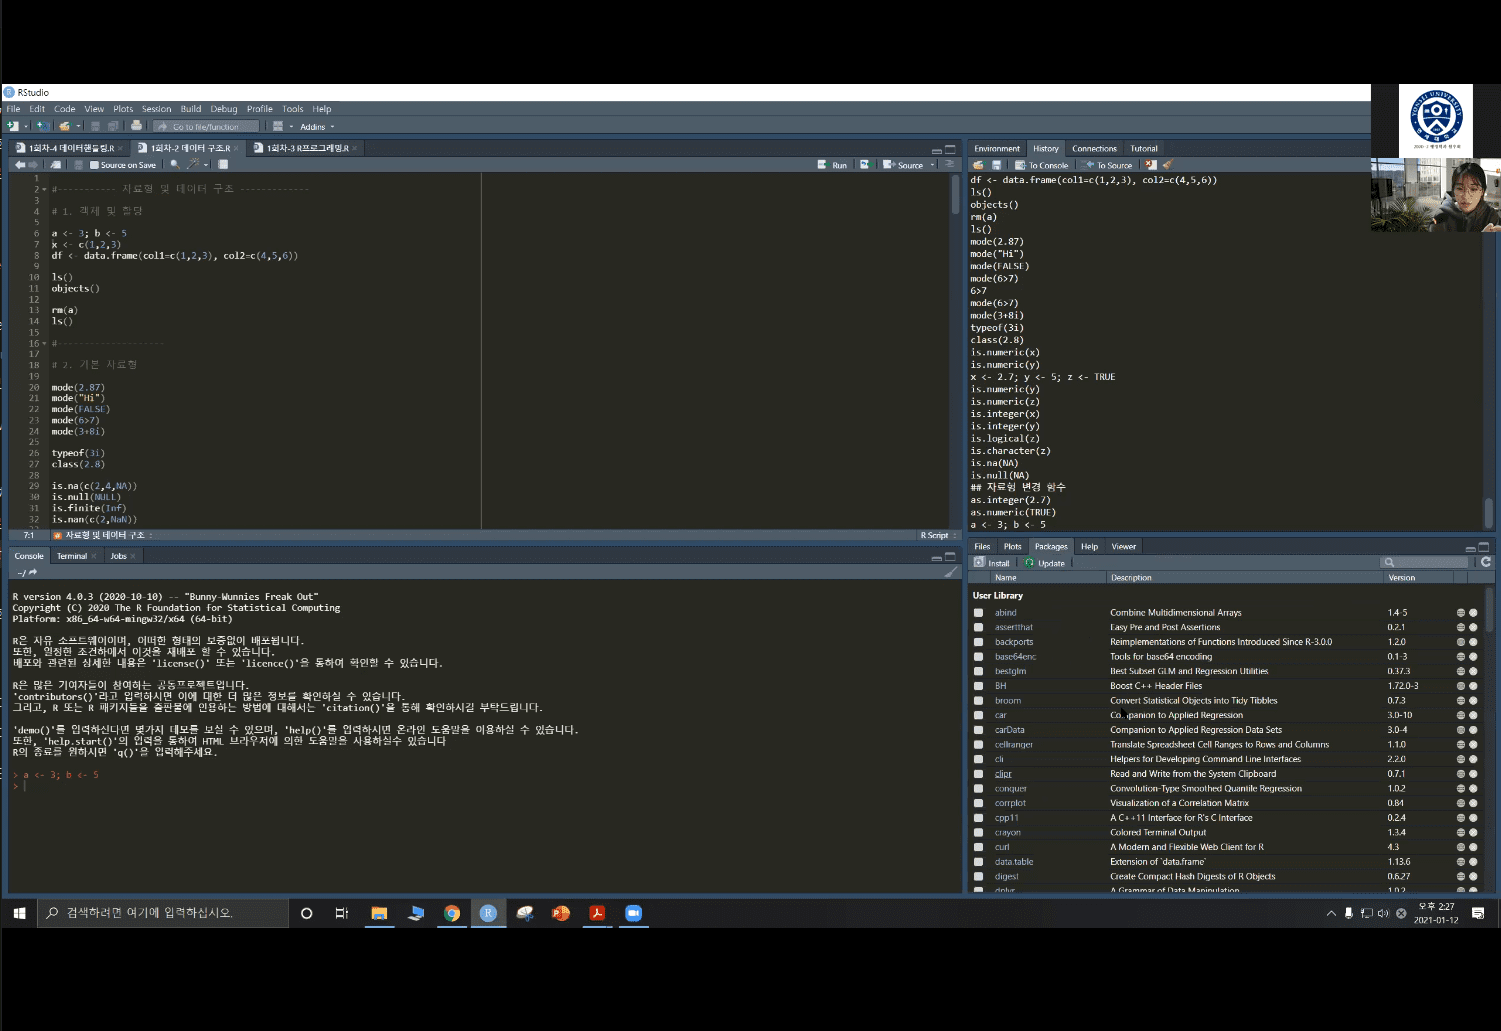 RStudio
File Edit Code View Plots Session Build Debug Profile Tools Help
Go to file/function Addins
1회차-4 데이터핸들링.R 1회차-2 데이터 구조.R 1회차-3 R프로그래밍.R
Source on Save Run Source
1
2 #----------- 자료형 및 데이터 구조 ------------
3
4 # 1. 객체 및 할당
5
6 a <- 3; b <- 5
7 x <- c(1,2,3)
8 df <- data.frame(col1=c(1,2,3), col2=c(4,5,6))
9
10 ls()
11 objects()
12
13 rm(a)
14 ls()
15
16 #--------------------
17
18 # 2. 기본 자료형
19
20 mode(2.87)
21 mode("Hi")
22 mode(FALSE)
23 mode(6>7)
24 mode(3+8i)
25
26 typeof(3i)
27 class(2.8)
28
29 is.na(c(2,4,NA))
30 is.null(NULL)
31 is.finite(Inf)
32 is.nan(c(2,NaN))
7:1 자료형 및 데이터 구조 R Script
Console Terminal Jobs
~/
R version 4.0.3 (2020-10-10) -- "Bunny-Wunnies Freak Out"
Copyright (C) 2020 The R Foundation for Statistical Computing
Platform: x86_64-w64-mingw32/x64 (64-bit)
R은 자유 소프트웨어이며, 어떠한 형태의 보증없이 배포됩니다.
또한, 일정한 조건하에서 이것을 재배포 할 수 있습니다.
배포와 관련된 상세한 내용은 'license()' 또는 'licence()'을 통하여 확인할 수 있습니다.
R은 많은 기여자들이 참여하는 공동프로젝트입니다.
'contributors()'라고 입력하시면 이에 대한 더 많은 정보를 확인하실 수 있습니다.
그리고, R 또는 R 패키지들을 출판물에 인용하는 방법에 대해서는 'citation()'을 통해 확인하시길 부탁드립니다.
'demo()'를 입력하신다면 몇가지 데모를 보실 수 있으며, 'help()'를 입력하시면 온라인 도움말을 이용하실 수 있습니다.
또한, 'help.start()'의 입력을 통하여 HTML 브라우저에 의한 도움말을 사용하실수 있습니다
R의 종료를 원하시면 'q()'을 입력해주세요.
> a <- 3; b <- 5
>
Environment History Connections Tutorial
To Console To Source
df <- data.frame(col1=c(1,2,3), col2=c(4,5,6))
ls()
objects()
rm(a)
ls()
mode(2.87)
mode("Hi")
mode(FALSE)
mode(6>7)
6>7
mode(6>7)
mode(3+8i)
typeof(3i)
class(2.8)
is.numeric(x)
is.numeric(y)
x <- 2.7; y <- 5; z <- TRUE
is.numeric(y)
is.numeric(z)
is.integer(x)
is.integer(y)
is.logical(z)
is.character(z)
is.na(NA)
is.null(NA)
## 자료형 변경 함수
as.integer(2.7)
as.numeric(TRUE)
a <- 3; b <- 5
Files Plots Packages Help Viewer
Install Update
Name Description Version
User Library
abind Combine Multidimensional Arrays 1.4-5
assertthat Easy Pre and Post Assertions 0.2.1
backports Reimplementations of Functions Introduced Since R-3.0.0 1.2.0
base64enc Tools for base64 encoding 0.1-3
bestglm Best Subset GLM and Regression Utilities 0.37.3
BH Boost C++ Header Files 1.72.0-3
broom Convert Statistical Objects into Tidy Tibbles 0.7.3
car Companion to Applied Regression 3.0-10
carData Companion to Applied Regression Data Sets 3.0-4
cellranger Translate Spreadsheet Cell Ranges to Rows and Columns 1.1.0
cli Helpers for Developing Command Line Interfaces 2.2.0
clipr Read and Write from the System Clipboard 0.7.1
conquer Convolution-Type Smoothed Quantile Regression 1.0.2
corrplot Visualization of a Correlation Matrix 0.84
cpp11 A C++11 Interface for R's C Interface 0.2.4
crayon Colored Terminal Output 1.3.4
curl A Modern and Flexible Web Client for R 4.3
data.table Extension of `data.frame` 1.13.6
digest Create Compact Hash Digests of R Objects 0.6.27
dplyr A Grammar of Data Manipulation 1.0.2
YONSEI UNIVERSITY
검색하려면 여기에 입력하십시오.
오후 2:27
2021-01-12